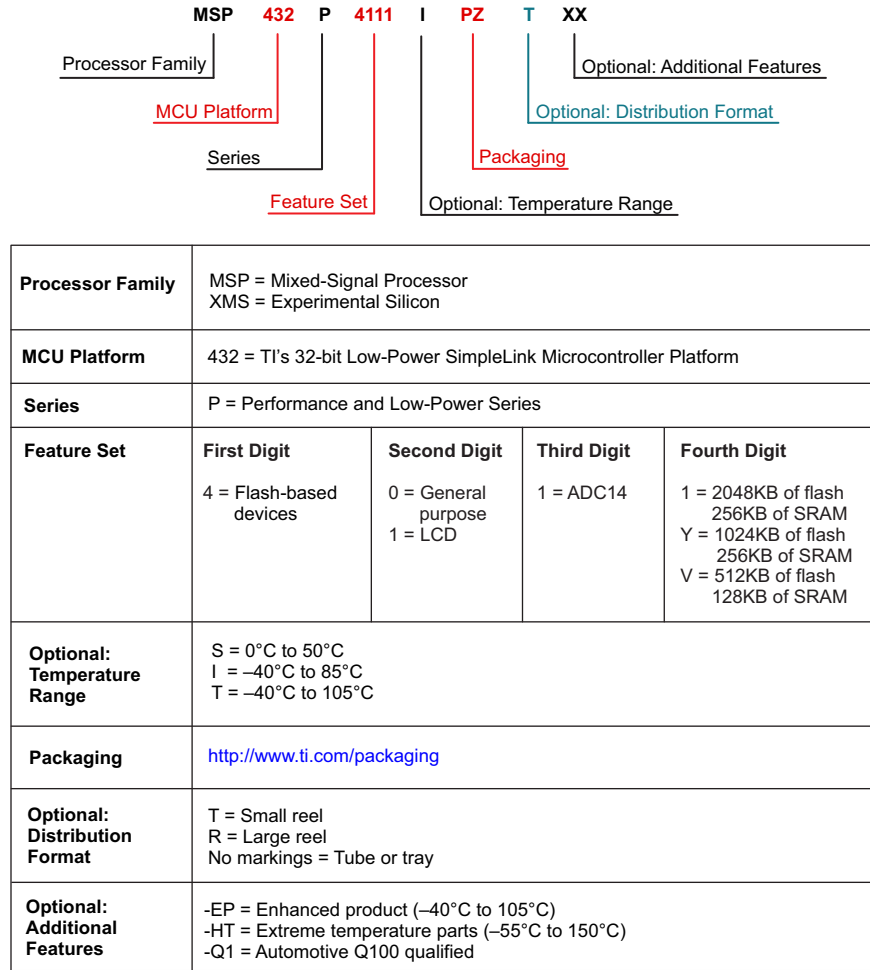 MSP 432 P 4111 I PZ T XX
Processor Family
Optional: Additional Features
MCU Platform
Optional: Distribution Format
Series
Packaging
Feature Set
Optional: Temperature Range
Processor Family
MSP = Mixed-Signal Processor
XMS = Experimental Silicon
MCU Platform
432 = TI's 32-bit Low-Power SimpleLink Microcontroller Platform
Series
P = Performance and Low-Power Series
Feature Set
First Digit
4 = Flash-based
devices
Second Digit
0 = General
purpose
1 = LCD
Third Digit
1 = ADC14
Fourth Digit
1 = 2048KB of flash
256KB of SRAM
Y = 1024KB of flash
256KB of SRAM
V = 512KB of flash
128KB of SRAM
Optional:
Temperature
Range
S = 0°C to 50°C
I = –40°C to 85°C
T = –40°C to 105°C
Packaging
http://www.ti.com/packaging
Optional:
Distribution
Format
T = Small reel
R = Large reel
No markings = Tube or tray
Optional:
Additional
Features
-EP = Enhanced product (–40°C to 105°C)
-HT = Extreme temperature parts (–55°C to 150°C)
-Q1 = Automotive Q100 qualified